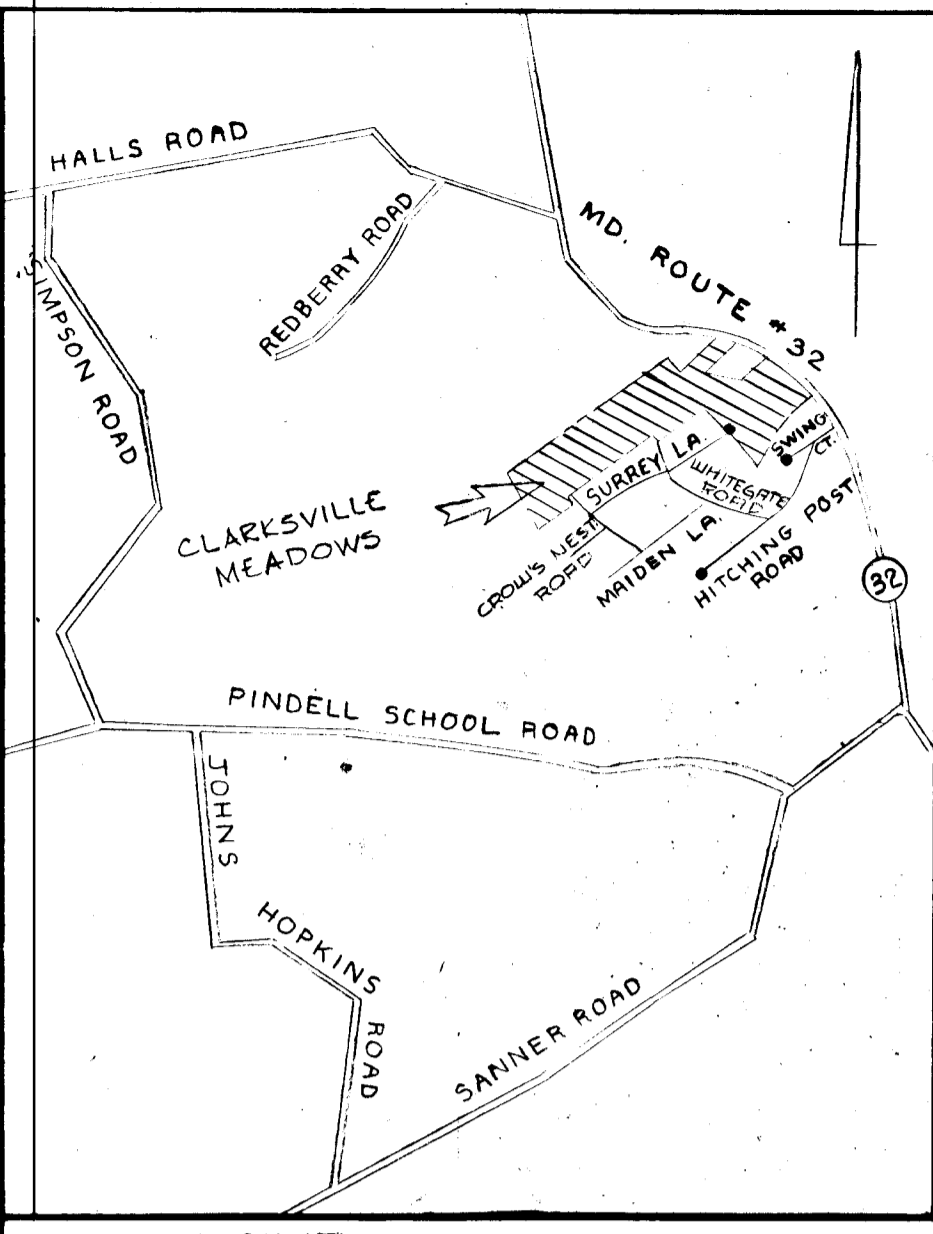 HALLS ROAD
REDBERRY ROAD
MD. ROUTE # 32
SIMPSON ROAD
SWING
CT.
SURREY LA.
WHITEGATE
ROAD
CLARKSVILLE
MEADOWS
CROW'S NEST
ROAD
MAIDEN LA.
HITCHING POST
ROAD
32
PINDELL SCHOOL ROAD
JOHNS
HOPKINS
ROAD
SANNER ROAD